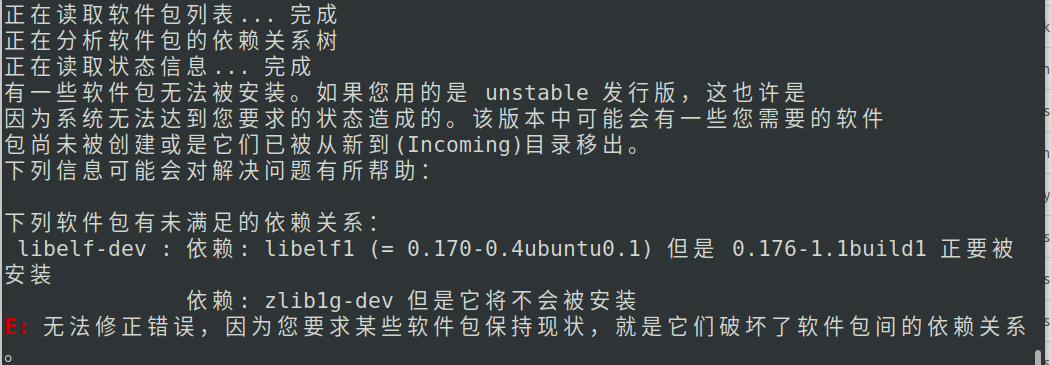 正在读取软件包列表... 完成
正在分析软件包的依赖关系树
正在读取状态信息... 完成
有一些软件包无法被安装。如果您用的是 unstable 发行版，这也许是
因为系统无法达到您要求的状态造成的。该版本中可能会有一些您需要的软件
包尚未被创建或是它们已被从新到(Incoming)目录移出。
下列信息可能会对解决问题有所帮助：
下列软件包有未满足的依赖关系：
libelf-dev : 依赖: libelf1 (= 0.170-0.4ubuntu0.1) 但是 0.176-1.1build1 正要被
安装
依赖: zlib1g-dev 但是它将不会被安装
E: 无法修正错误，因为您要求某些软件包保持现状，就是它们破坏了软件包间的依赖关系
。